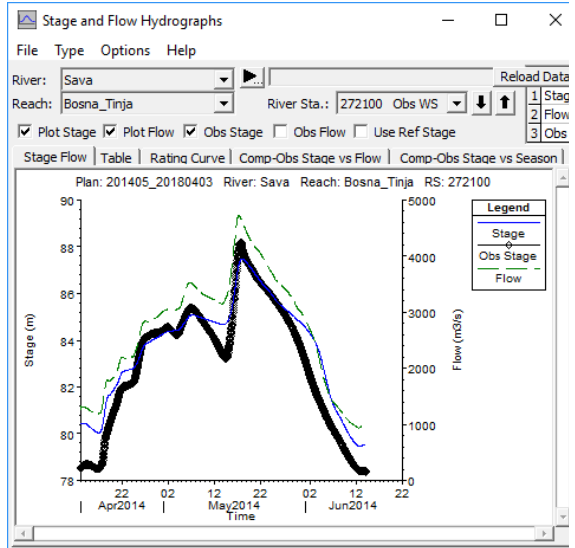 Stage and Flow Hydrographs
File Type Options Help
River: Sava Reload Data
Reach: Bosna_Tinja River Sta.: 272100 Obs WS
1 Stag
2 Flow
3 Obs
Plot Stage Plot Flow Obs Stage Obs Flow Use Ref Stage
Stage Flow Table Rating Curve Comp-Obs Stage vs Flow Comp-Obs Stage vs Season
Plan: 201405_20180403 River: Sava Reach: Bosna_Tinja RS: 272100
Legend
Stage
Obs Stage
Flow
Stage (m)
90
88
86
84
82
80
78
5000
4000
3000
2000
1000
0
Flow (m3/s)
22 02 12 22 02 12 22
Apr2014 May2014 Jun2014
Time